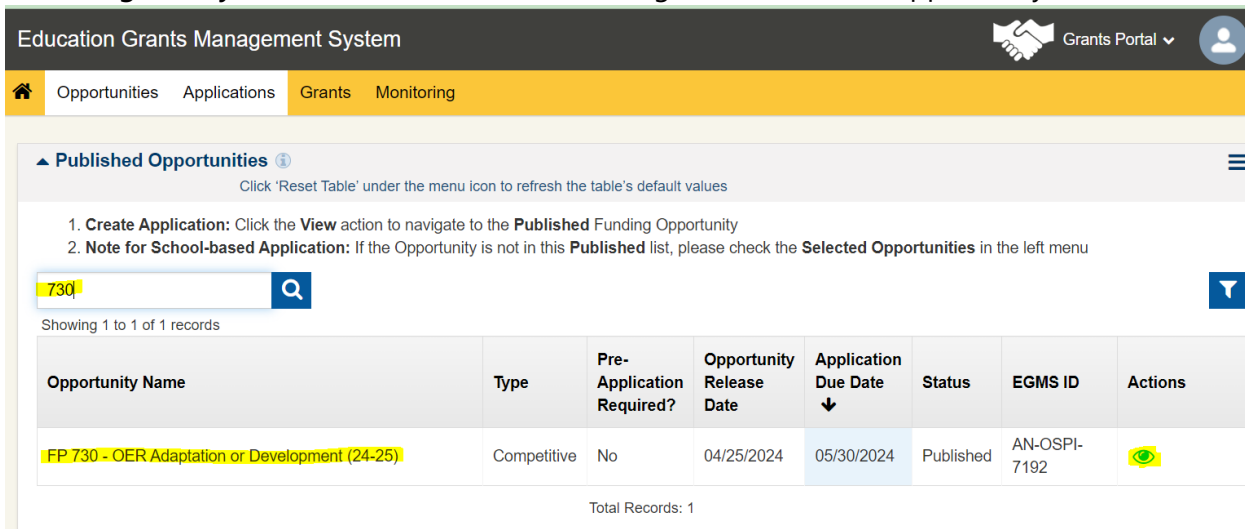 Education Grants Management System
Grants Portal
Opportunities Applications Grants Monitoring
Published Opportunities
Click 'Reset Table' under the menu icon to refresh the table's default values
1. Create Application: Click the View action to navigate to the Published Funding Opportunity
2. Note for School-based Application: If the Opportunity is not in this Published list, please check the Selected Opportunities in the left menu
730
Showing 1 to 1 of 1 records
Opportunity Name Type Pre-Application Required? Opportunity Release Date Application Due Date Status EGMS ID Actions
FP 730 - OER Adaptation or Development (24-25) Competitive No 04/25/2024 05/30/2024 Published AN-OSPI-7192
Total Records: 1